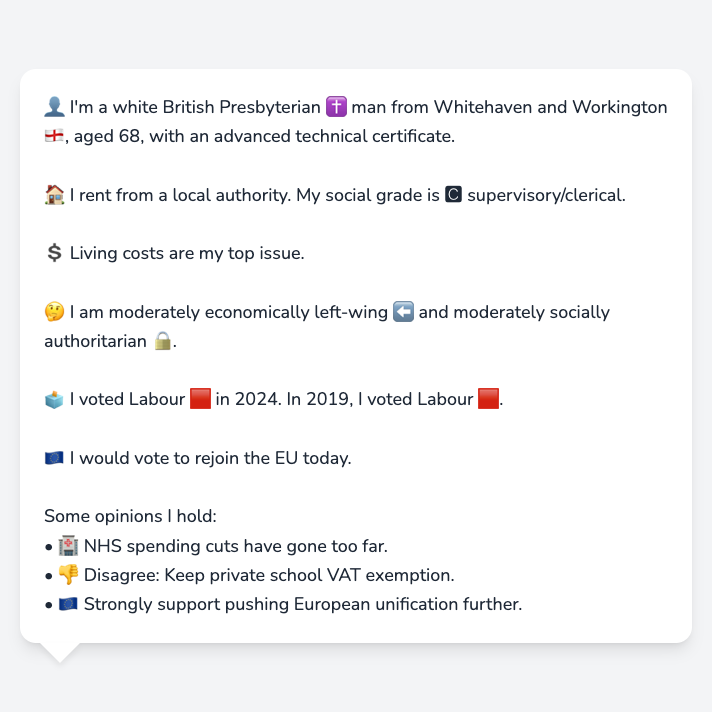 👤 I'm a white British Presbyterian ✝️ man from Whitehaven and Workington
🏴󠁧󠁢󠁥󠁮󠁧󠁿, aged 68, with an advanced technical certificate.
🏠 I rent from a local authority. My social grade is 🅲 supervisory/clerical.
💲 Living costs are my top issue.
🤔 I am moderately economically left-wing ⬅️ and moderately socially
authoritarian 🔒.
🗳️ I voted Labour 🟥 in 2024. In 2019, I voted Labour 🟥.
🇪🇺 I would vote to rejoin the EU today.
Some opinions I hold:
• 🏥 NHS spending cuts have gone too far.
• 👎 Disagree: Keep private school VAT exemption.
• 🇪🇺 Strongly support pushing European unification further.